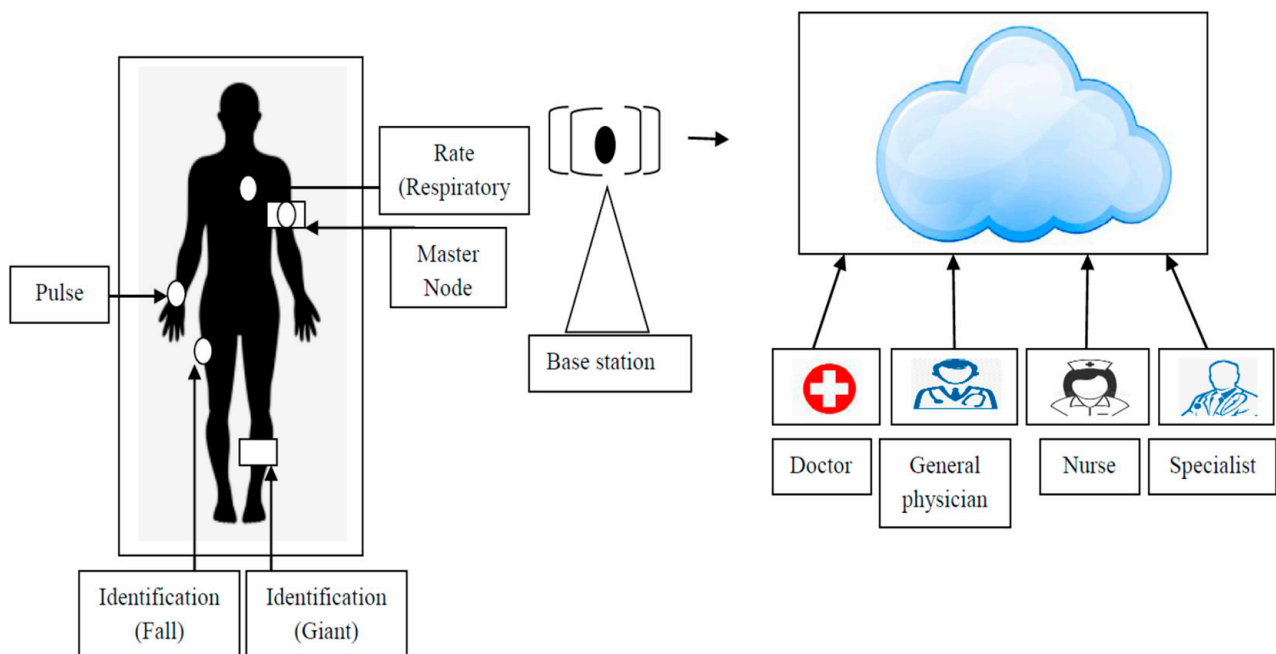 Rate
(Respiratory
Master
Node
Pulse
Base station
Identification
(Fall)
Identification
(Giant)
Doctor
General
physician
Nurse
Specialist